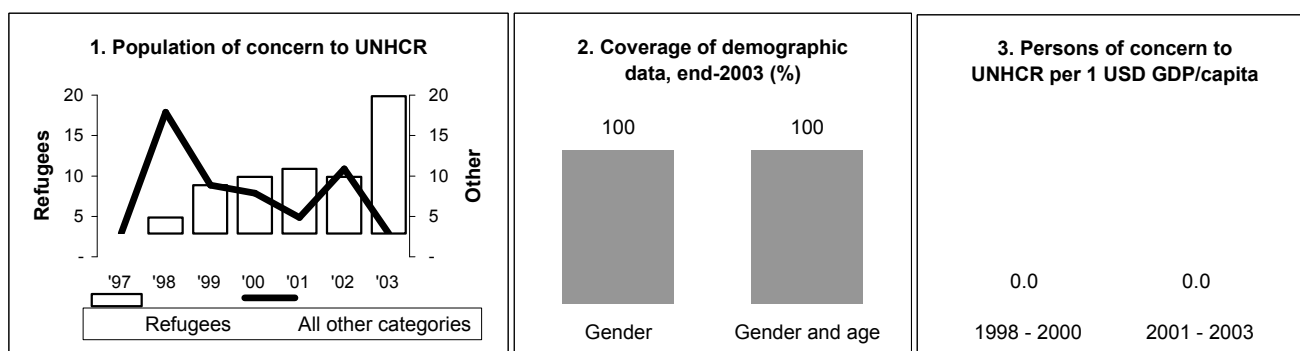 1. Population of concern to UNHCR
20
15
10
5
-
Refugees
20
15
10
5
-
Other
'97 '98 '99 '00 '01 '02 '03
Refugees All other categories
2. Coverage of demographic
data, end-2003 (%)
100 100
Gender Gender and age
3. Persons of concern to
UNHCR per 1 USD GDP/capita
0.0 0.0
1998 - 2000 2001 - 2003